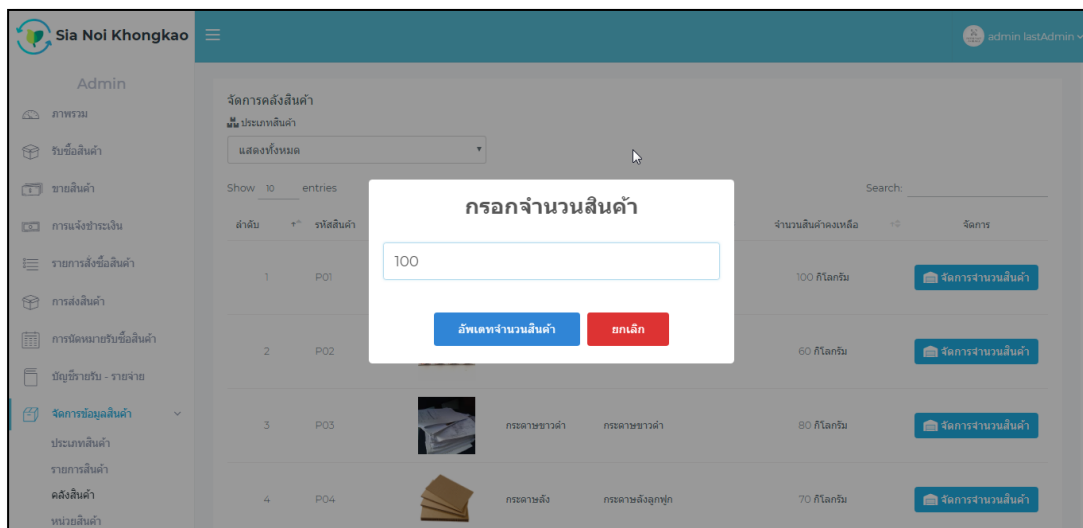 Sia Noi Khongkao
admin lastAdmin
Admin
ภาพรวม
รับซื้อสินค้า
ขายสินค้า
การแจ้งชำระเงิน
รายการสั่งซื้อสินค้า
การส่งสินค้า
การนัดหมายรับซื้อสินค้า
บัญชีรายรับ - รายจ่าย
จัดการข้อมูลสินค้า
ประเภทสินค้า
รายการสินค้า
คลังสินค้า
หน่วยสินค้า
จัดการคลังสินค้า
ประเภทสินค้า
แสดงทั้งหมด
Show 10 entries
Search:
ลำดับ รหัสสินค้า จำนวนสินค้าคงเหลือ จัดการ
1 P01 100 กิโลกรัม จัดการจำนวนสินค้า
2 P02 60 กิโลกรัม จัดการจำนวนสินค้า
3 P03 กระดาษขาวดำ กระดาษขาวดำ 80 กิโลกรัม จัดการจำนวนสินค้า
4 P04 กระดาษลัง กระดาษลังลูกฟูก 70 กิโลกรัม จัดการจำนวนสินค้า
กรอกจำนวนสินค้า
100
อัพเดทจำนวนสินค้า ยกเลิก